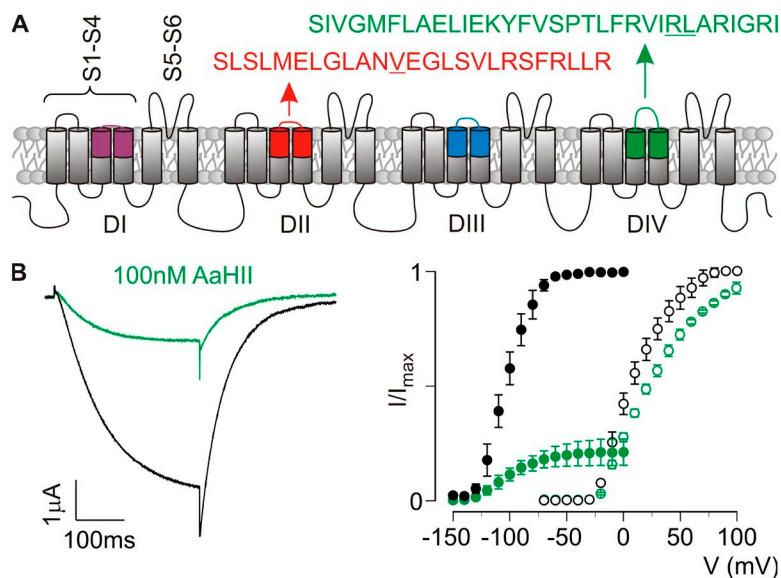 A
S1-S4
S5-S6
SIVGMFLAELIEKYFVSPTLFRVIRLARIGRI
SLSLMELGLANVEGLSVLRSFRLLR
DI
DII
DIII
DIV
B
100nM AaHII
1µA
100ms
I/Imax
1
0
-150
-100
-50
0
50
100
V (mV)